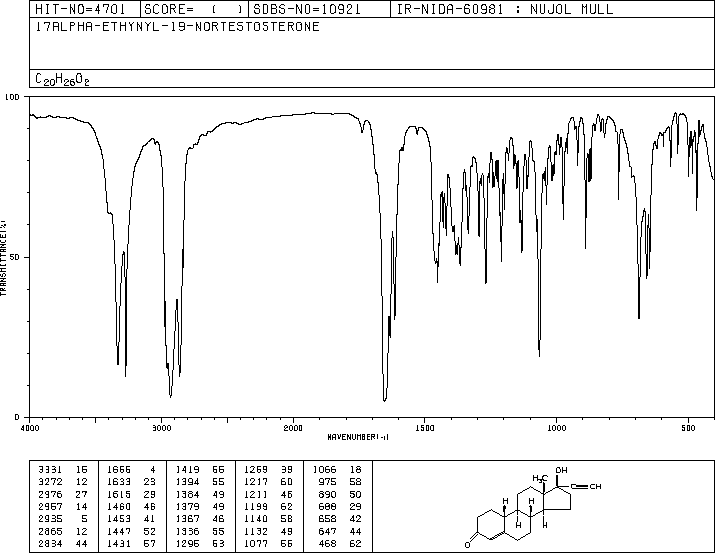 HIT-NO=4701 SCORE= ( ) SDBS-NO=10921 IR-NIDA-60981 : NUJOL MULL
17ALPHA-ETHYNYL-19-NORTESTOSTERONE
C20H26O2
100
50
0
TRANSMITTANCE(%)
4000 3000 2000 1500 1000 500
WAVENUMBER(-1)
3331 16 1656 4 1419 55 1269 39 1066 18
3272 12 1633 23 1394 55 1217 60 975 58
2976 27 1615 29 1384 49 1211 46 890 50
2957 14 1460 46 1379 49 1199 62 688 29
2935 5 1453 41 1367 46 1140 58 658 42
2865 12 1447 52 1336 55 1132 49 647 44
2834 44 1431 57 1295 53 1077 55 468 62
OH
H3C
C≡CH
H H
H H
O